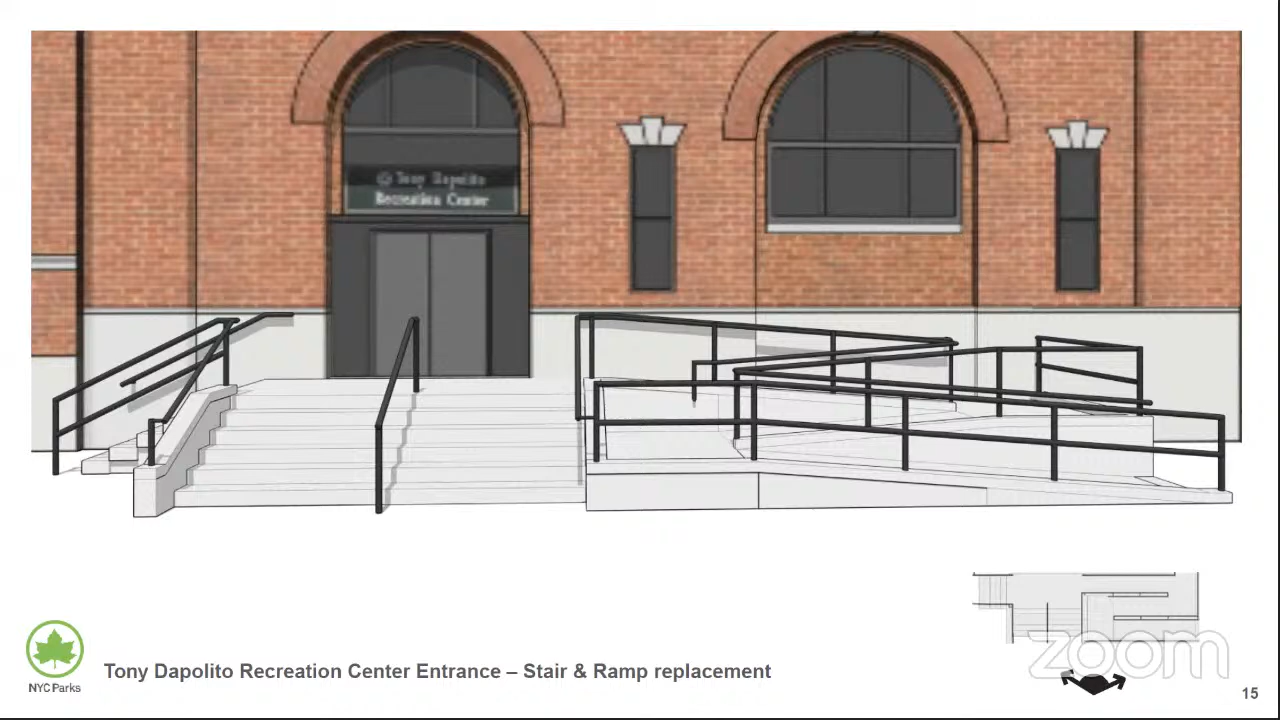 Tony Dapolito
Recreation Center
NYC Parks
Tony Dapolito Recreation Center Entrance – Stair & Ramp replacement
zoom
15